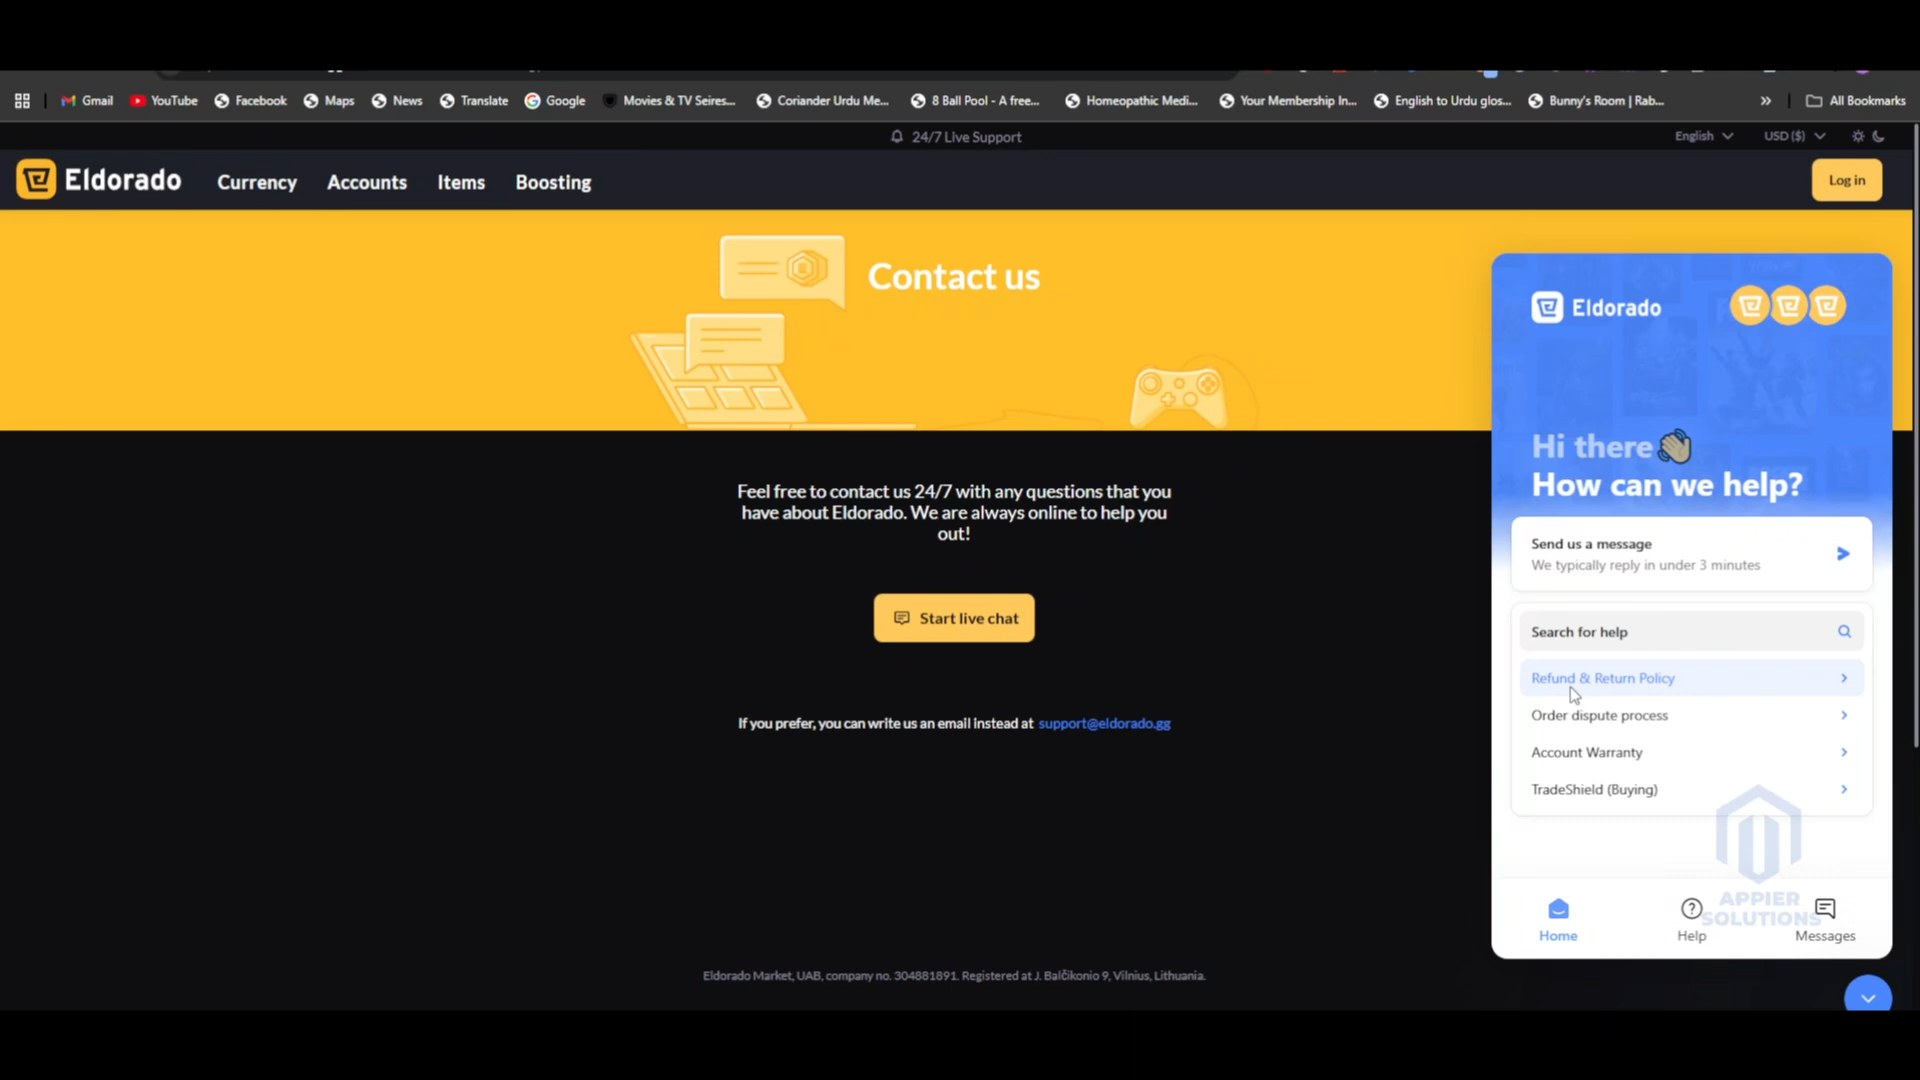 Gmail YouTube Facebook Maps News Translate Google Movies & TV Seires... Coriander Urdu Me... 8 Ball Pool - A free... Homeopathic Medi... Your Membership In... English to Urdu glos... Bunny's Room | Rab... » All Bookmarks
24/7 Live Support English USD ($)
Eldorado Currency Accounts Items Boosting Log in
Contact us
Feel free to contact us 24/7 with any questions that you
have about Eldorado. We are always online to help you
out!
Start live chat
If you prefer, you can write us an email instead at support@eldorado.gg
Eldorado Market, UAB, company no. 304881891. Registered at J. Balčikonio 9, Vilnius, Lithuania.
Eldorado
Hi there
How can we help?
Send us a message
We typically reply in under 3 minutes
Search for help
Refund & Return Policy
Order dispute process
Account Warranty
TradeShield (Buying)
APPIER
SOLUTIONS
Home Help Messages